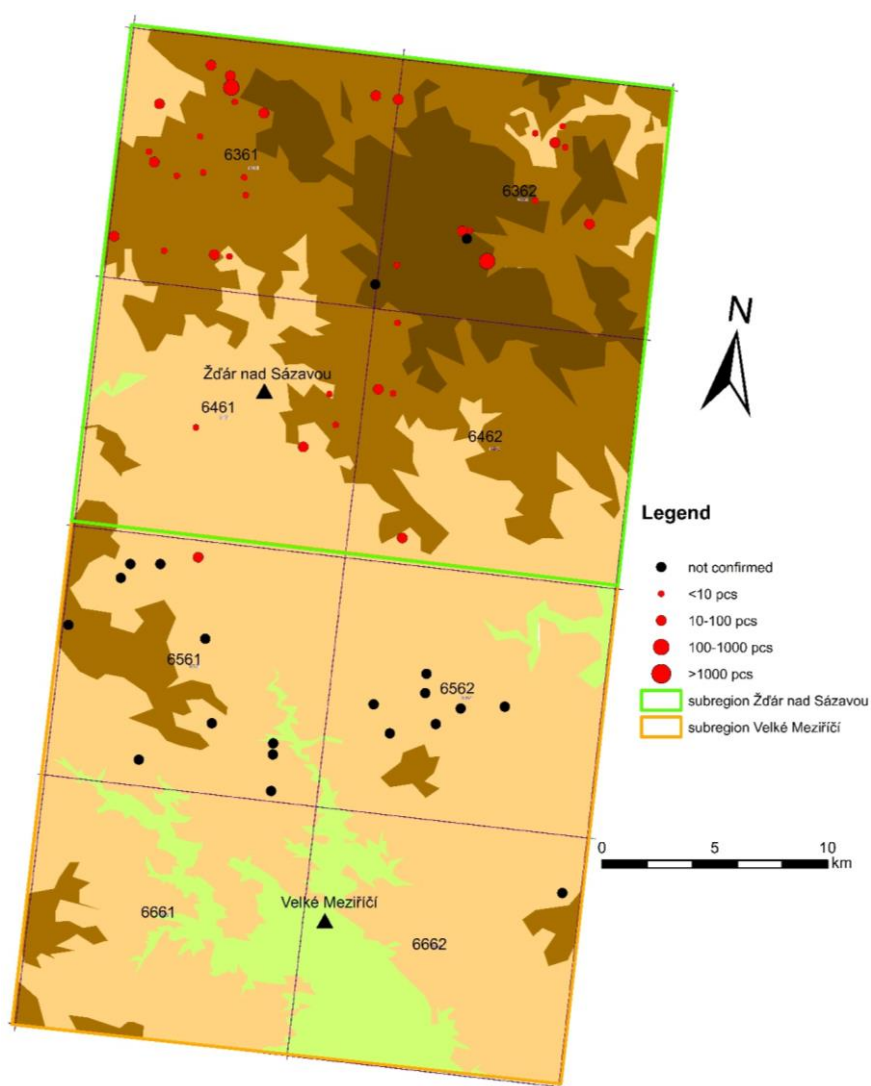 6361
6362
N
Žďár nad Sázavou
6461
6462
Legend
not confirmed
<10 pcs
10-100 pcs
100-1000 pcs
>1000 pcs
subregion Žďár nad Sázavou
subregion Velké Meziříčí
6561
6562
0 5 10
km
Velké Meziříčí
6661
6662